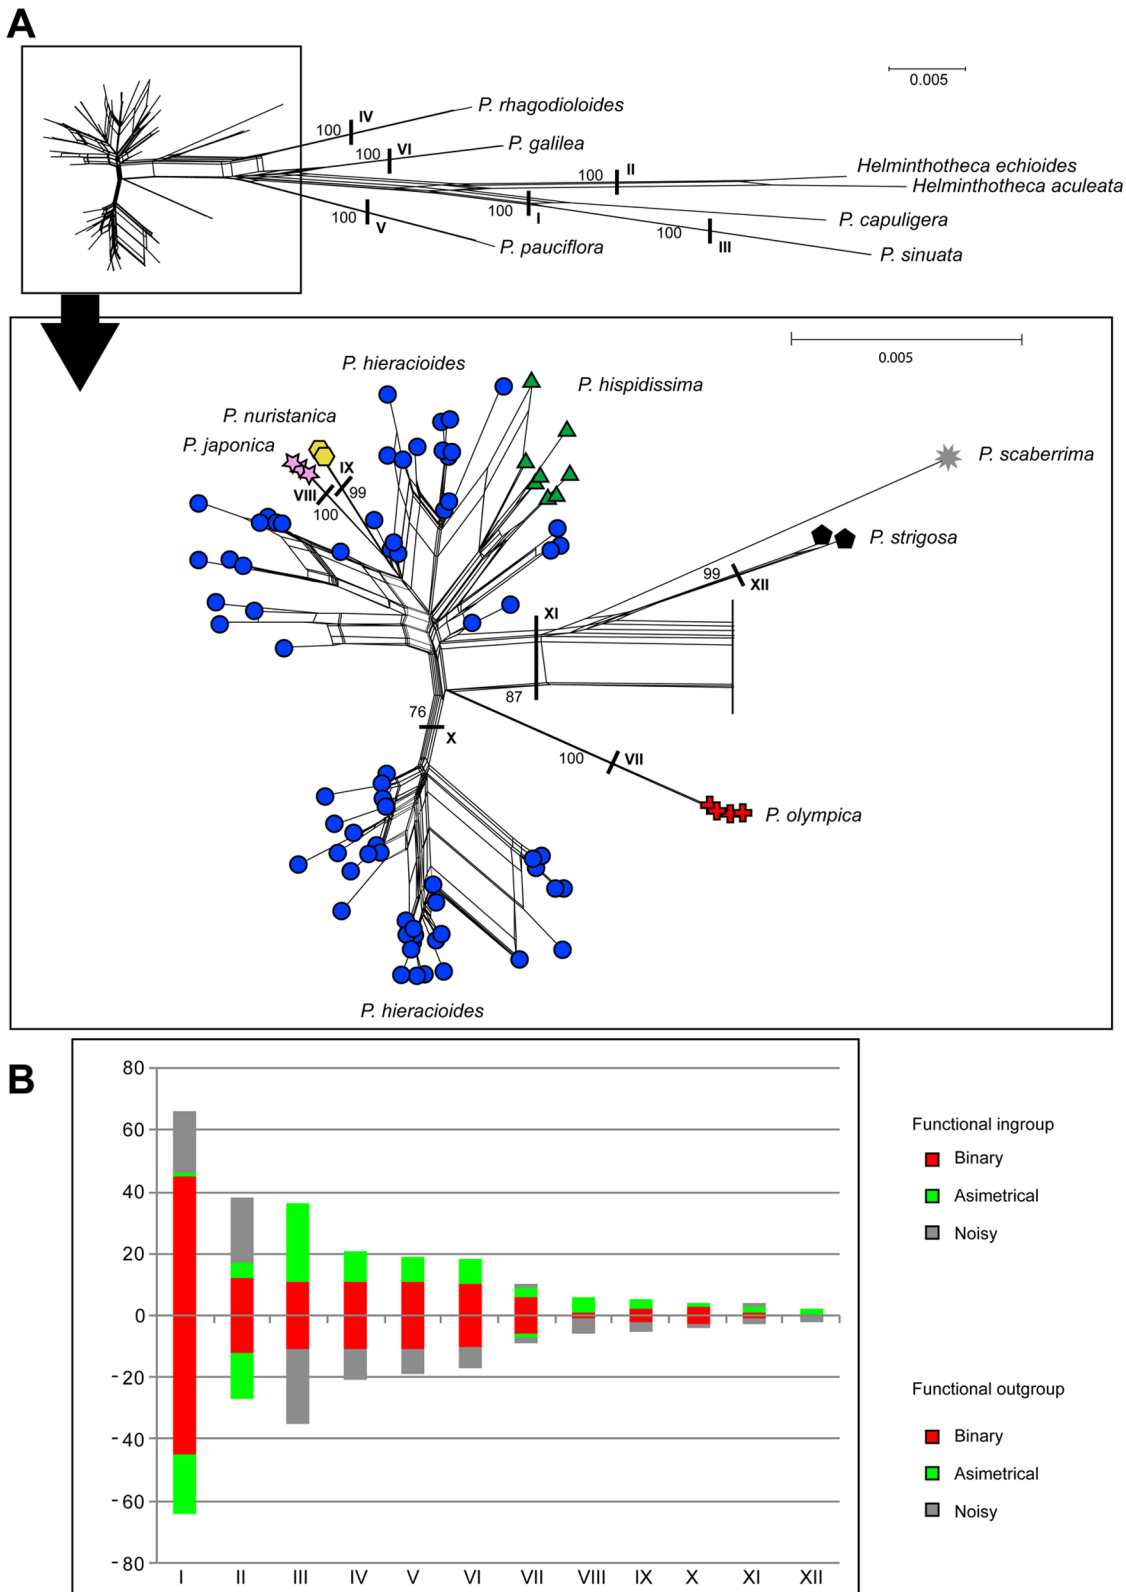 A
0.005
P. rhagodioloides
IV
100
P. galilea
VI
100
II
100
Helminthotheca echioides
Helminthotheca aculeata
100
I
P. capuligera
100
V
100
III
P. pauciflora
P. sinuata
0.005
P. hieracioides
P. hispidissima
P. nuristanica
P. japonica
IX
99
VIII
100
P. scaberrima
P. strigosa
99
XII
XI
87
76
X
100
VII
P. olympica
P. hieracioides
B
80
60
40
20
0
-20
-40
-60
-80
I II III IV V VI VII VIII IX X XI XII
Functional ingroup
Binary
Asimetrical
Noisy
Functional outgroup
Binary
Asimetrical
Noisy